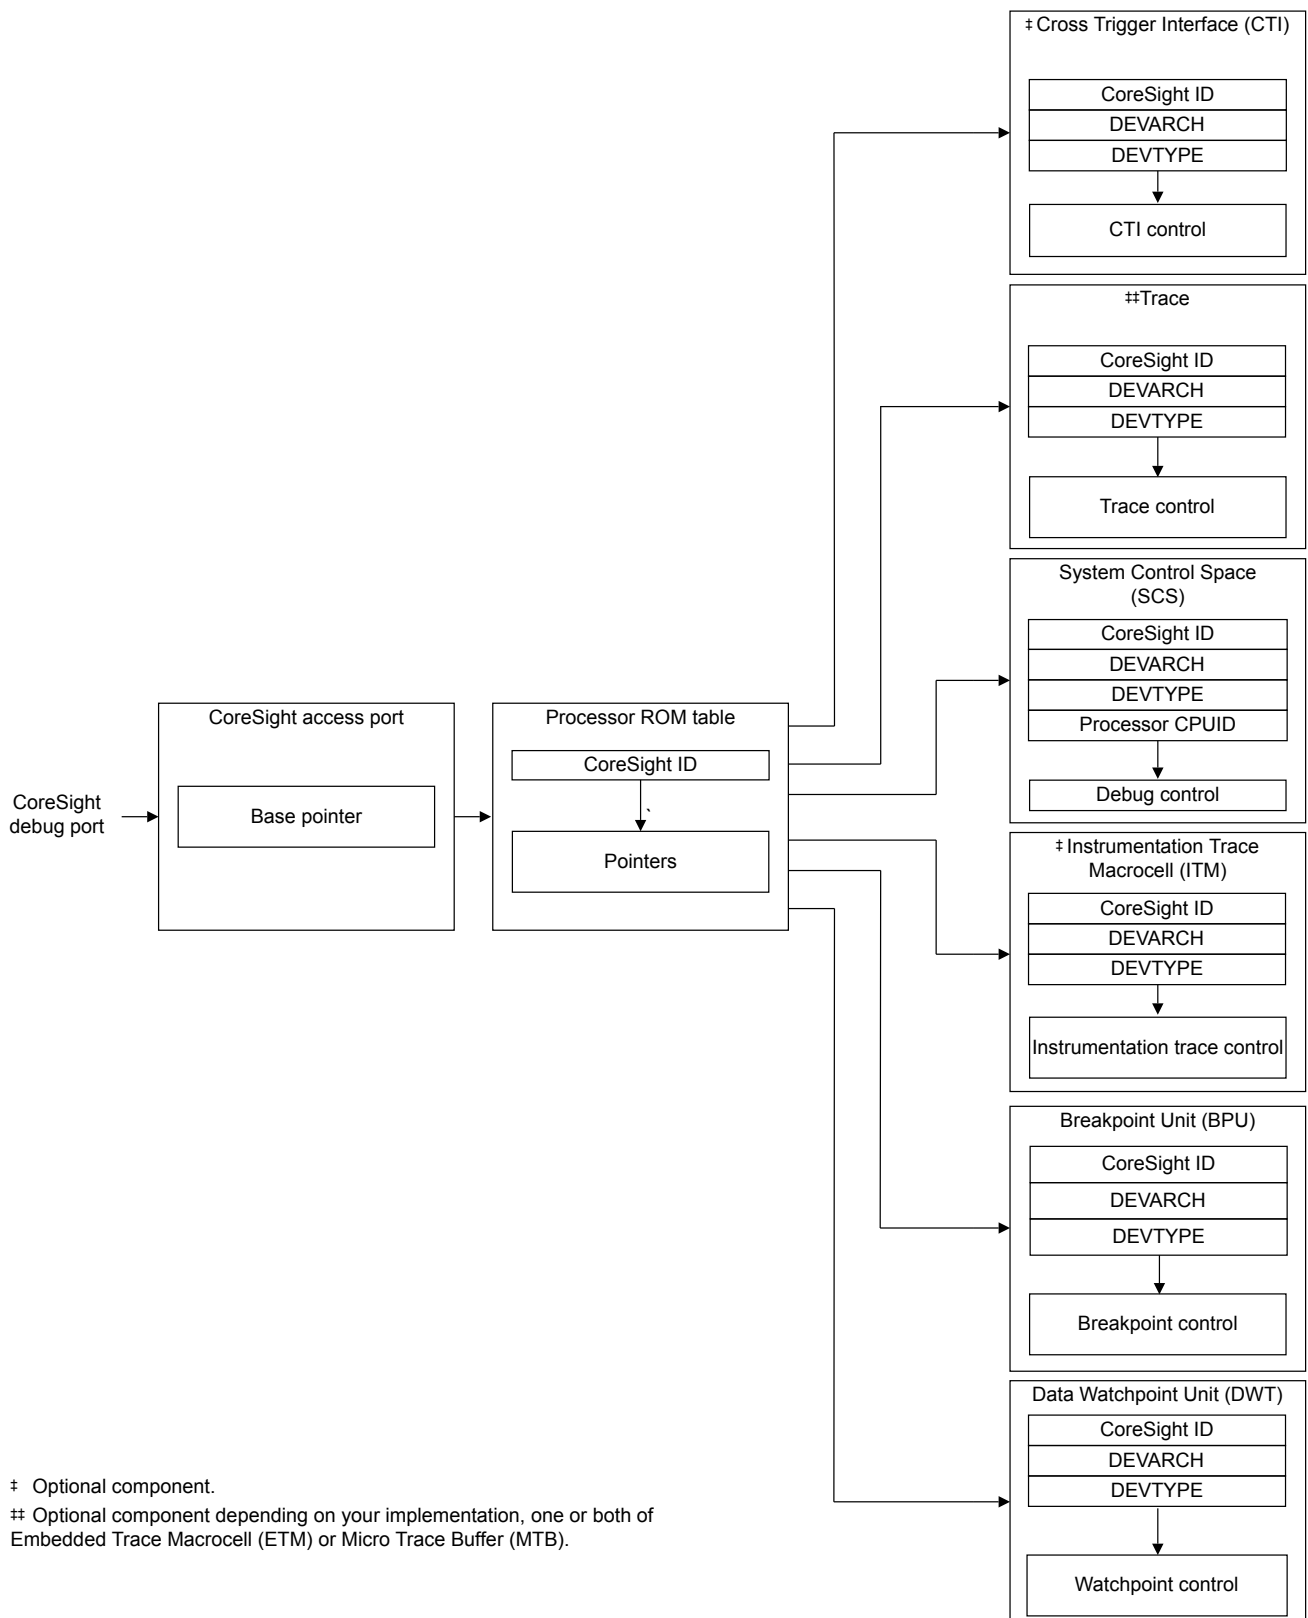 ‡ Cross Trigger Interface (CTI)
CoreSight ID
DEVARCH
DEVTYPE
CTI control
‡‡Trace
CoreSight ID
DEVARCH
DEVTYPE
Trace control
System Control Space
(SCS)
CoreSight ID
DEVARCH
DEVTYPE
Processor CPUID
Debug control
CoreSight
debug port
CoreSight access port
Base pointer
Processor ROM table
CoreSight ID
`
Pointers
‡ Instrumentation Trace
Macrocell (ITM)
CoreSight ID
DEVARCH
DEVTYPE
Instrumentation trace control
Breakpoint Unit (BPU)
CoreSight ID
DEVARCH
DEVTYPE
Breakpoint control
Data Watchpoint Unit (DWT)
CoreSight ID
DEVARCH
DEVTYPE
Watchpoint control
‡ Optional component.
‡‡ Optional component depending on your implementation, one or both of
Embedded Trace Macrocell (ETM) or Micro Trace Buffer (MTB).